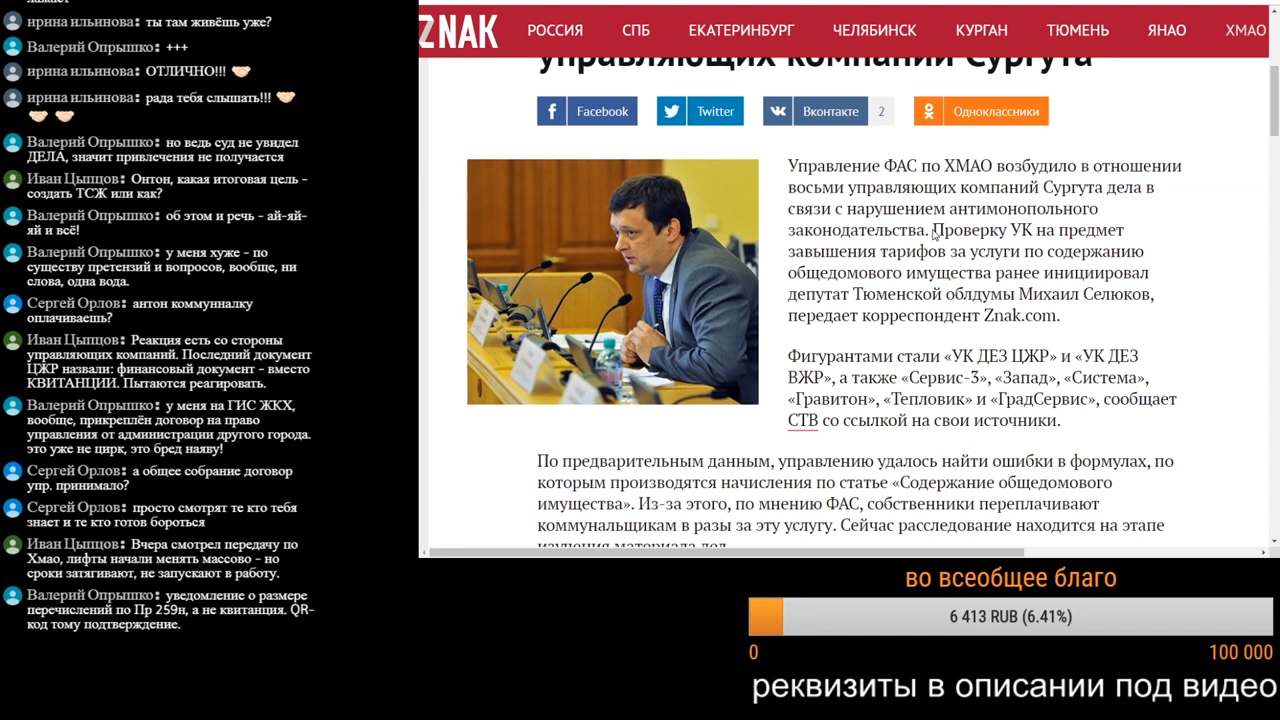 ирина ильинова: ты там живёшь уже?
Валерий Опрышко: +++
ирина ильинова: ОТЛИЧНО!!!
ирина ильинова: рада тебя слышать!!!
Валерий Опрышко: но ведь суд не увидел
ДЕЛА, значит привлечения не получается
Иван Цыпцов: Онтон, какая итоговая цель -
создать ТСЖ или как?
Валерий Опрышко: об этом и речь - ай-яй-
яй и всё!
Валерий Опрышко: у меня хуже - по
существу претензий и вопросов, вообще, ни
слова, одна вода.
Сергей Орлов: антон коммунналку
оплачиваешь?
Иван Цыпцов: Реакция есть со стороны
управляющих компаний. Последний документ
ЦЖР назвали: финансовый документ - вместо
КВИТАНЦИИ. Пытаются реагировать.
Валерий Опрышко: у меня на ГИС ЖКХ,
вообще, прикреплён договор на право
управления от администрации другого города.
это уже не цирк, это бред наяву!
Сергей Орлов: а общее собрание договор
упр. принимало?
Сергей Орлов: просто смотрят те кто тебя
знает и те кто готов бороться
Иван Цыпцов: Вчера смотрел передачу по
Хмао, лифты начали менять массово - но
сроки затягивают, не запускают в работу.
Валерий Опрышко: уведомление о размере
перечислений по Пр 259н, а не квитанция. QR-
код тому подтверждение.
ZNAK РОССИЯ СПБ ЕКАТЕРИНБУРГ ЧЕЛЯБИНСК КУРГАН ТЮМЕНЬ ЯНАО ХМАО
управляющих компаний Сургута
Facebook Twitter Вконтакте 2 Одноклассники
Управление ФАС по ХМАО возбудило в отношении
восьми управляющих компаний Сургута дела в
связи с нарушением антимонопольного
законодательства. Проверку УК на предмет
завышения тарифов за услуги по содержанию
общедомового имущества ранее инициировал
депутат Тюменской облдумы Михаил Селюков,
передает корреспондент Znak.com.
Фигурантами стали «УК ДЕЗ ЦЖР» и «УК ДЕЗ
ВЖР», а также «Сервис-3», «Запад», «Система»,
«Гравитон», «Тепловик» и «ГрадСервис», сообщает
СТВ со ссылкой на свои источники.
По предварительным данным, управлению удалось найти ошибки в формулах, по
которым производятся начисления по статье «Содержание общедомового
имущества». Из-за этого, по мнению ФАС, собственники переплачивают
коммунальщикам в разы за эту услугу. Сейчас расследование находится на этапе
изучения материала дел.
во всеобщее благо
6 413 RUB (6.41%)
0 100 000
реквизиты в описании под видео